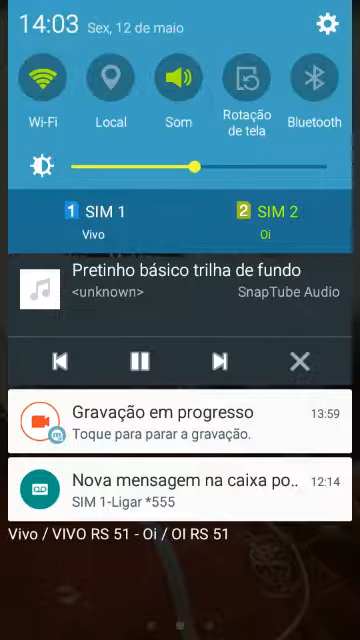 14:03 Sex, 12 de maio
Wi-Fi
Local
Som
Rotação
de tela
Bluetooth
1 SIM 1
Vivo
2 SIM 2
Oi
Pretinho básico trilha de fundo
<unknown> SnapTube Audio
Gravação em progresso 13:59
Toque para parar a gravação.
Nova mensagem na caixa po.. 12:14
SIM 1-Ligar *555
Vivo / VIVO RS 51 - Oi / OI RS 51